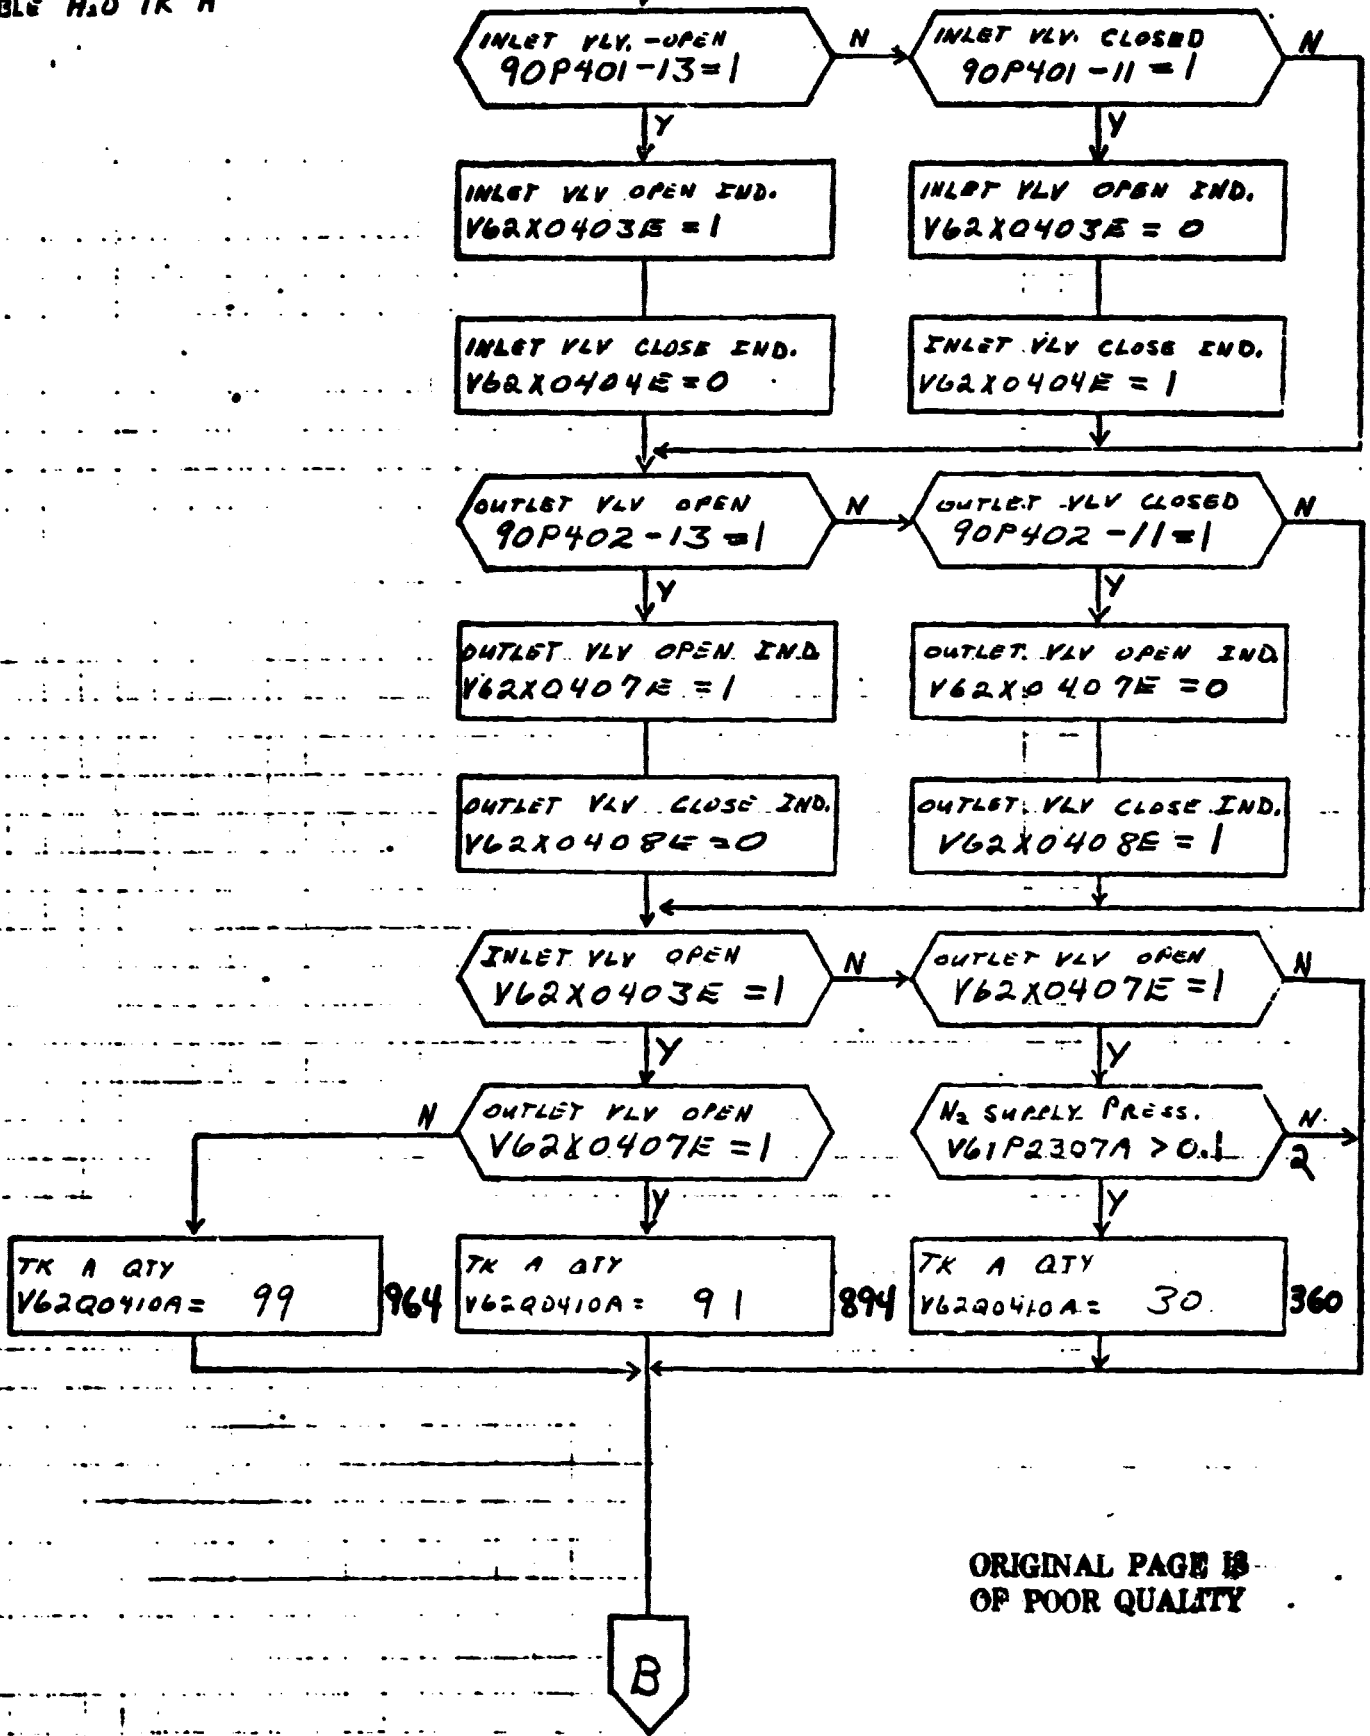 H2O TK A
INLET VLV. -OPEN
90P401-13=1
N
INLET VLV. CLOSED
90P401-11=1
N
Y
Y
INLET VLV OPEN IND.
V62X0403E=1
INLET VLV OPEN IND.
V62X0403E=0
INLET VLV CLOSE IND.
V62X0404E=0
INLET VLV CLOSE IND.
V62X0404E=1
OUTLET VLV OPEN
90P402-13=1
N
OUTLET VLV CLOSED
90P402-11=1
N
Y
Y
OUTLET VLV OPEN IND
V62X0407E=1
OUTLET VLV OPEN IND
V62X0407E=0
OUTLET VLV CLOSE IND.
V62X0408E=0
OUTLET VLV CLOSE IND.
V62X0408E=1
INLET VLV OPEN
V62X0403E=1
N
OUTLET VLV OPEN
V62X0407E=1
N
Y
Y
N
OUTLET VLV OPEN
V62X0407E=1
N2 SUPPLY PRESS.
V61P2307A>0.1
N
2
Y
Y
TK A QTY
V62Q0410A= 99
964
TK A QTY
V62Q0410A= 91
894
TK A QTY
V62Q0410A= 30
360
ORIGINAL PAGE IS
OF POOR QUALITY
B